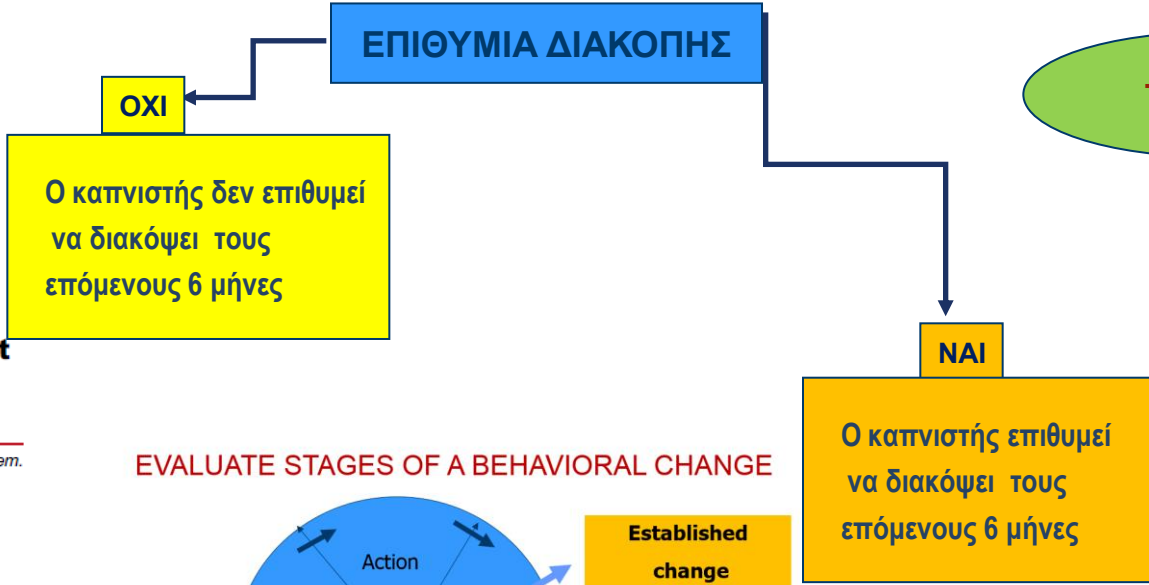 ΕΠΙΘΥΜΙΑ ΔΙΑΚΟΠΗΣ
ΟΧΙ
Ο καπνιστής δεν επιθυμεί
να διακόψει τους
επόμενους 6 μήνες
ΝΑΙ
Ο καπνιστής επιθυμεί
να διακόψει τους
επόμενους 6 μήνες
EVALUATE STAGES OF A BEHAVIORAL CHANGE
Action
Established
change